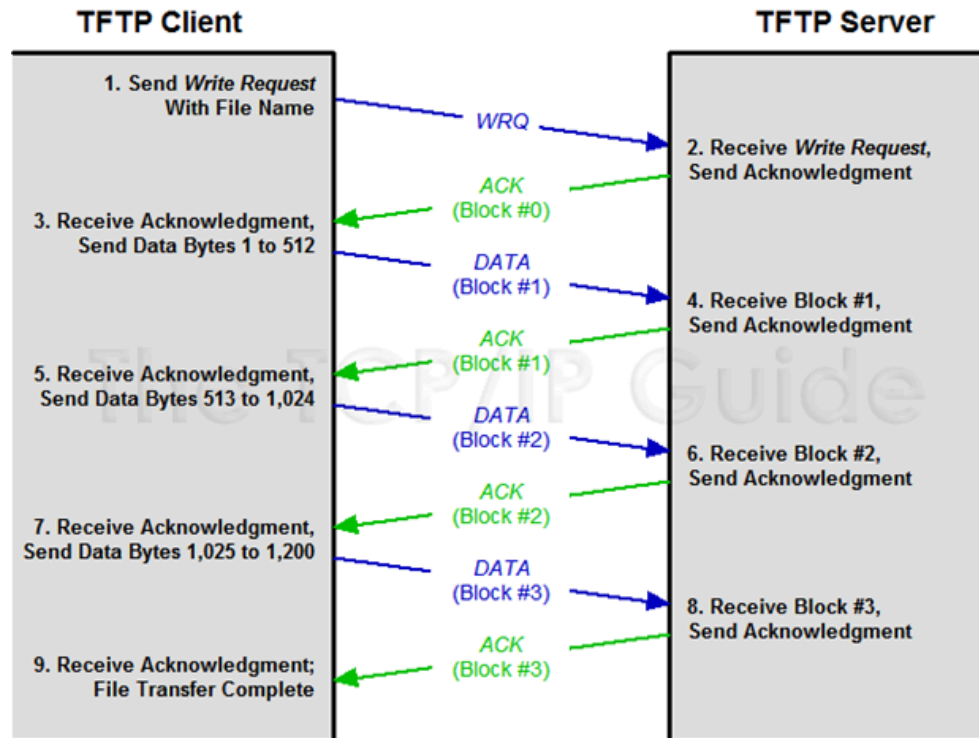 TFTP Client
TFTP Server
1. Send Write Request
With File Name
WRQ
2. Receive Write Request,
Send Acknowledgment
ACK
(Block #0)
3. Receive Acknowledgment,
Send Data Bytes 1 to 512
DATA
(Block #1)
4. Receive Block #1,
Send Acknowledgment
ACK
(Block #1)
The TCP/IP Guide
5. Receive Acknowledgment,
Send Data Bytes 513 to 1,024
DATA
(Block #2)
6. Receive Block #2,
Send Acknowledgment
ACK
(Block #2)
7. Receive Acknowledgment,
Send Data Bytes 1,025 to 1,200
DATA
(Block #3)
8. Receive Block #3,
Send Acknowledgment
ACK
(Block #3)
9. Receive Acknowledgment;
File Transfer Complete